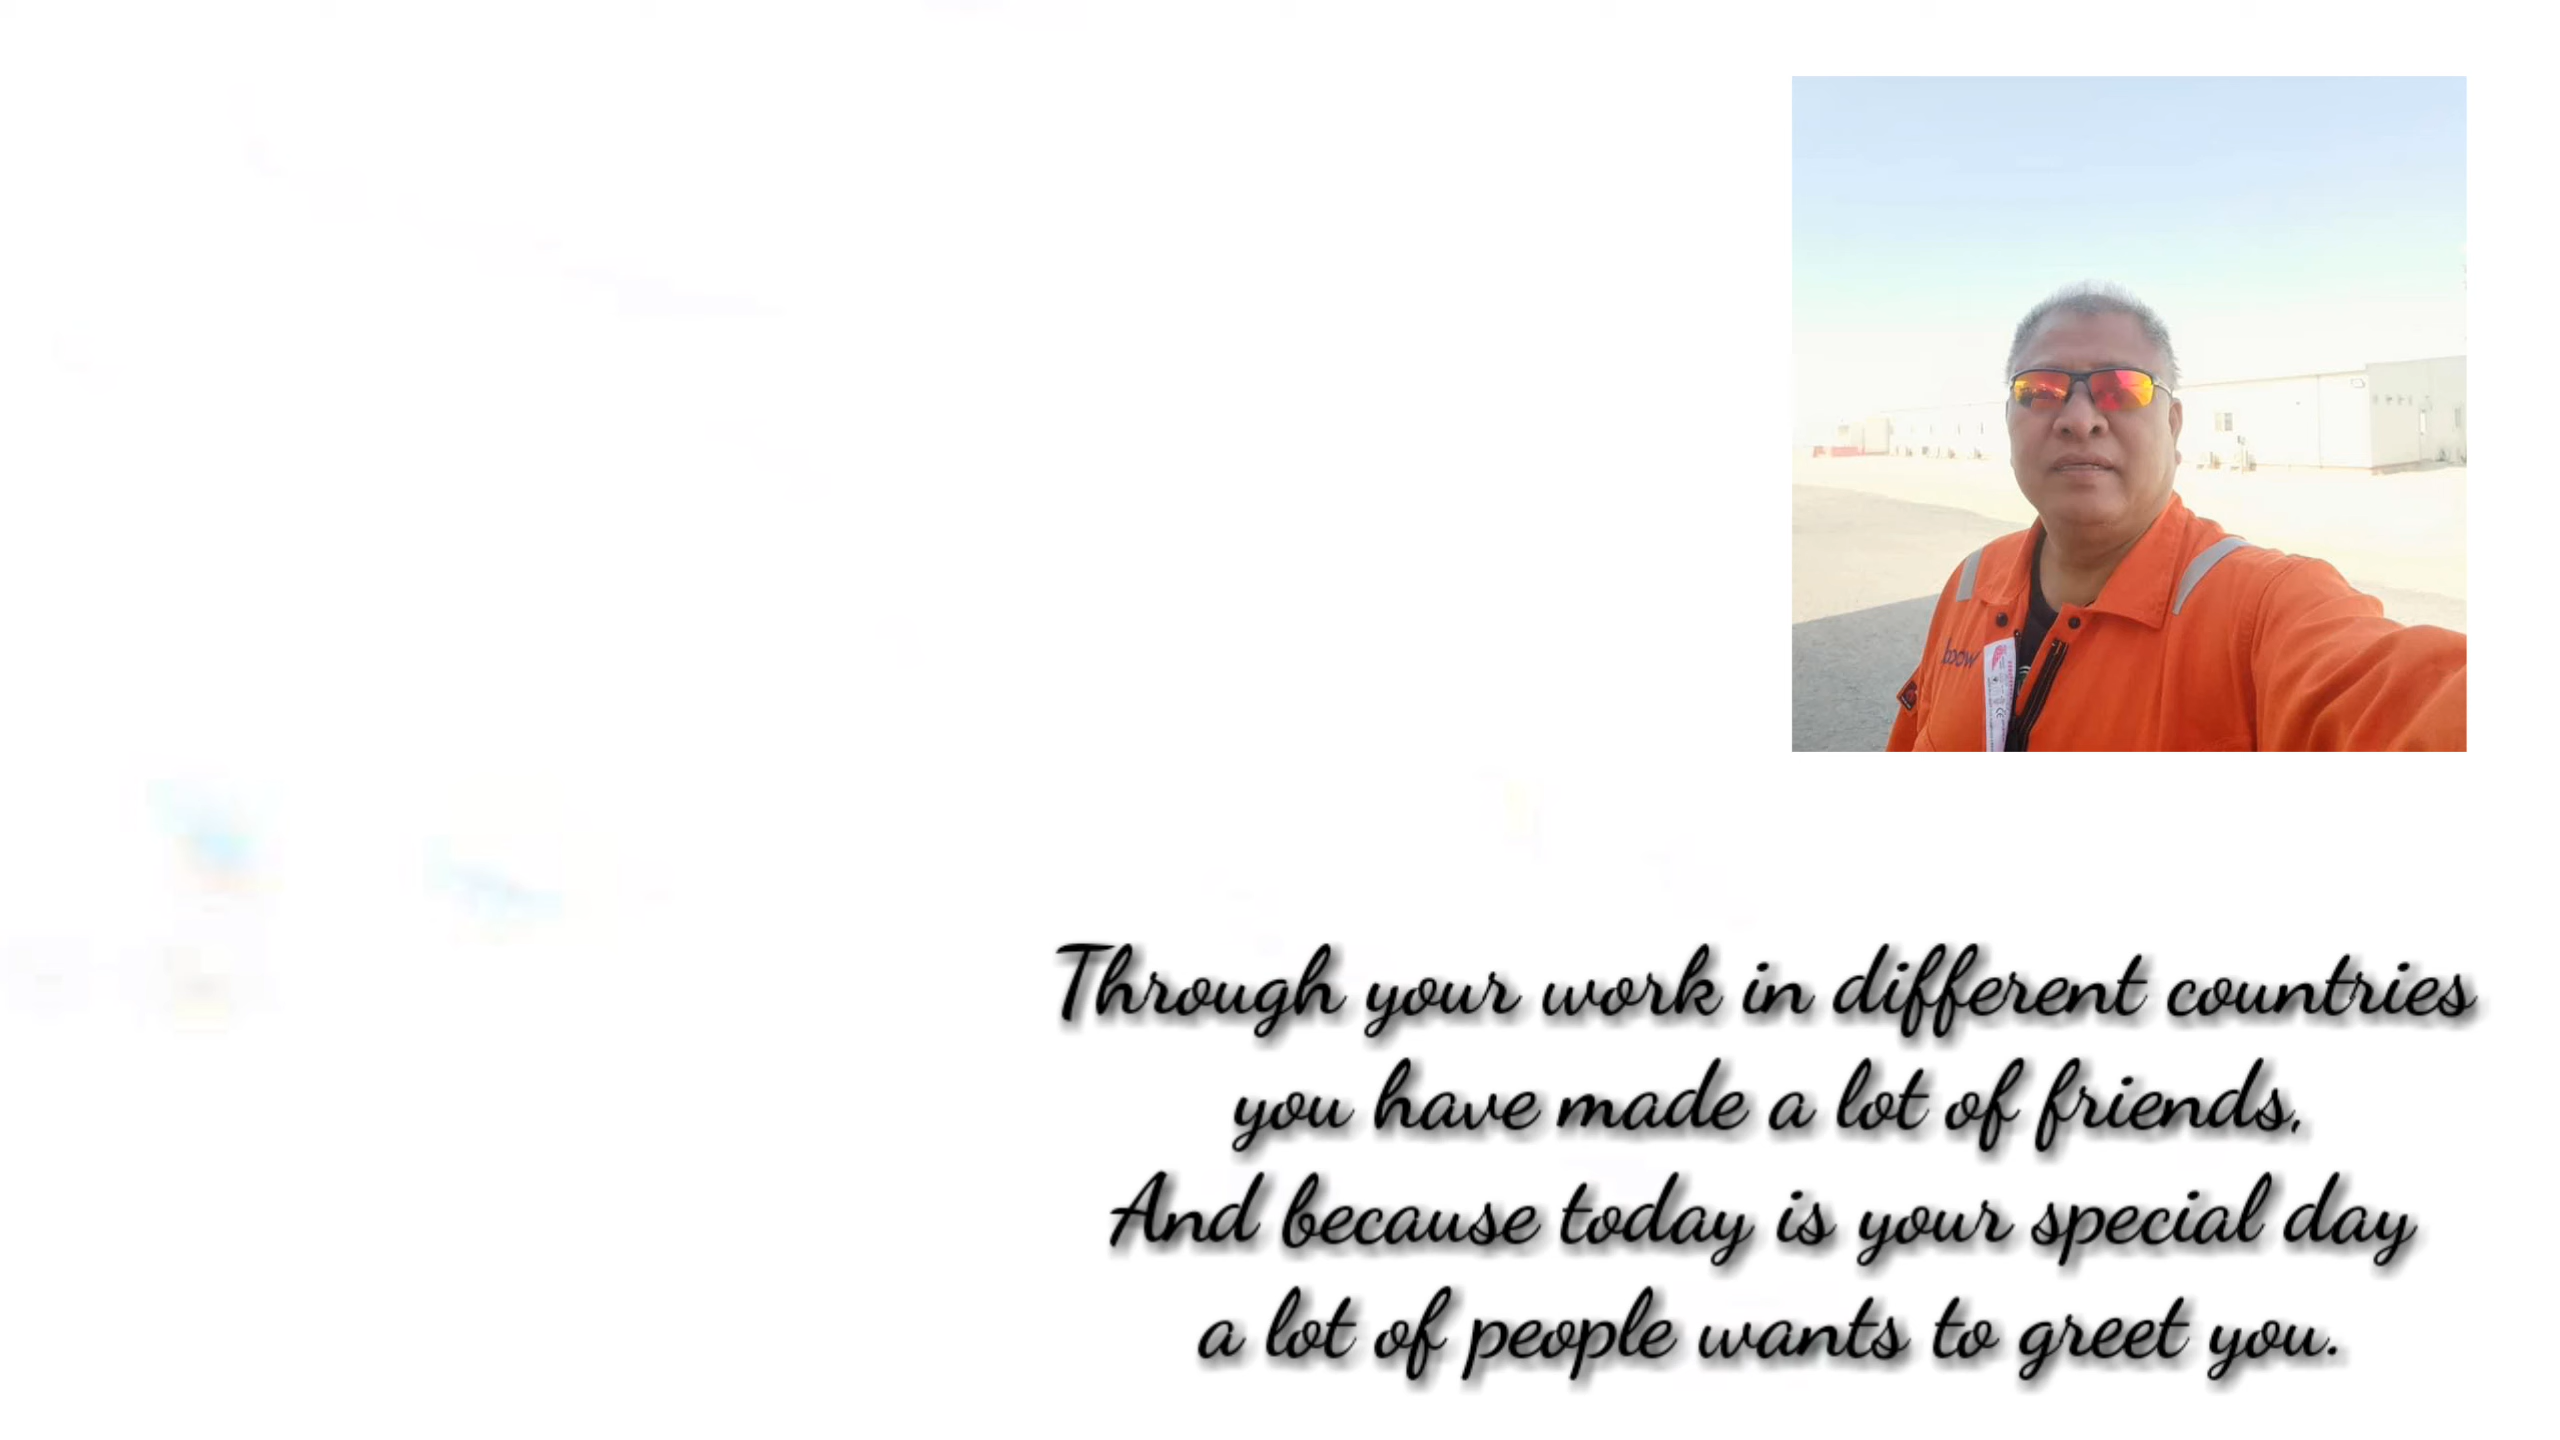 Through your work in different countries
you have made a lot of friends,
And because today is your special day
a lot of people wants to greet you.